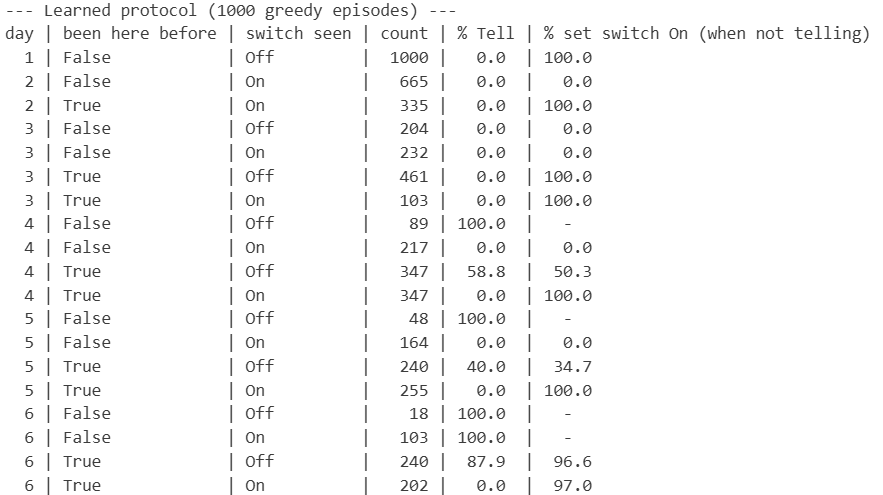 --- Learned protocol (1000 greedy episodes) ---
day | been here before | switch seen | count | % Tell | % set switch On (when not telling)
  1 | False            | Off         |  1000 |   0.0  | 100.0
  2 | False            | On          |   665 |   0.0  |   0.0
  2 | True             | On          |   335 |   0.0  | 100.0
  3 | False            | Off         |   204 |   0.0  |   0.0
  3 | False            | On          |   232 |   0.0  |   0.0
  3 | True             | Off         |   461 |   0.0  | 100.0
  3 | True             | On          |   103 |   0.0  | 100.0
  4 | False            | Off         |    89 | 100.0  |   -
  4 | False            | On          |   217 |   0.0  |   0.0
  4 | True             | Off         |   347 |  58.8  |  50.3
  4 | True             | On          |   347 |   0.0  | 100.0
  5 | False            | Off         |    48 | 100.0  |   -
  5 | False            | On          |   164 |   0.0  |   0.0
  5 | True             | Off         |   240 |  40.0  |  34.7
  5 | True             | On          |   255 |   0.0  | 100.0
  6 | False            | Off         |    18 | 100.0  |   -
  6 | False            | On          |   103 | 100.0  |   -
  6 | True             | Off         |   240 |  87.9  |  96.6
  6 | True             | On          |   202 |   0.0  |  97.0